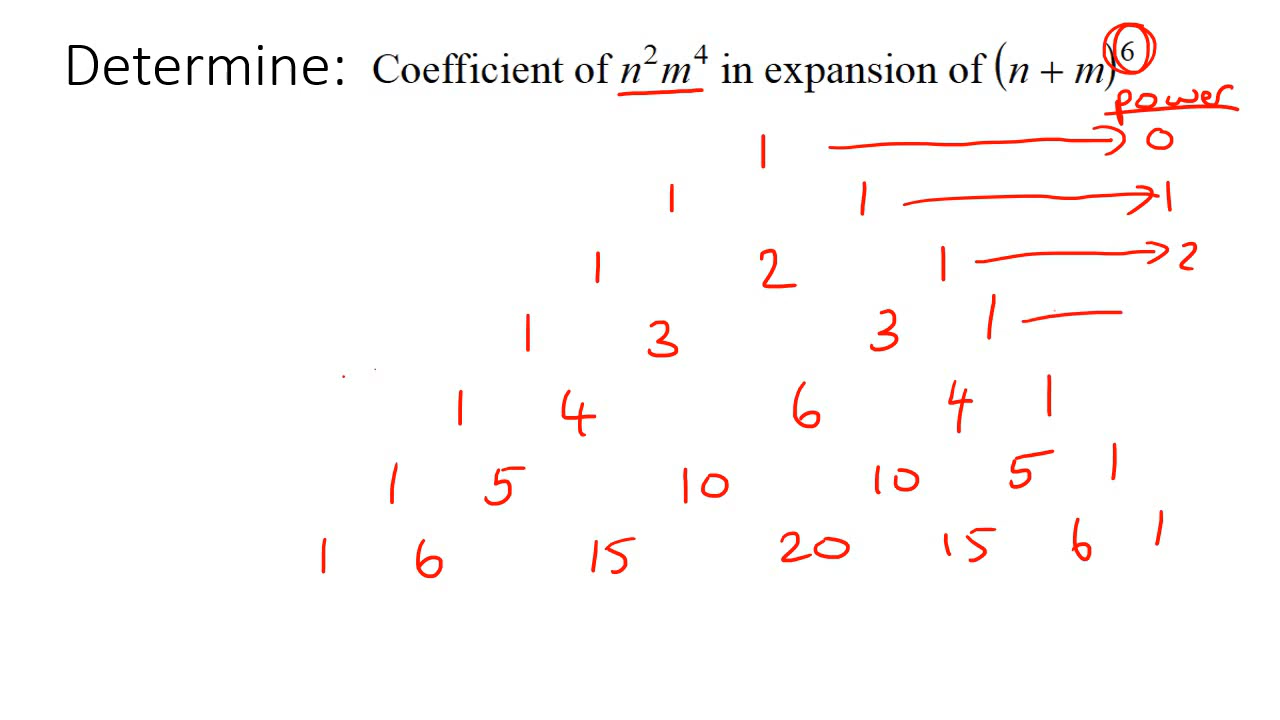 Determine: Coefficient of n²m⁴ in expansion of (n + m)⁶
power
1 0
1 1 1
1 2 1 2
1 3 3 1
1 4 6 4 1
1 5 10 10 5 1
1 6 15 20 15 6 1